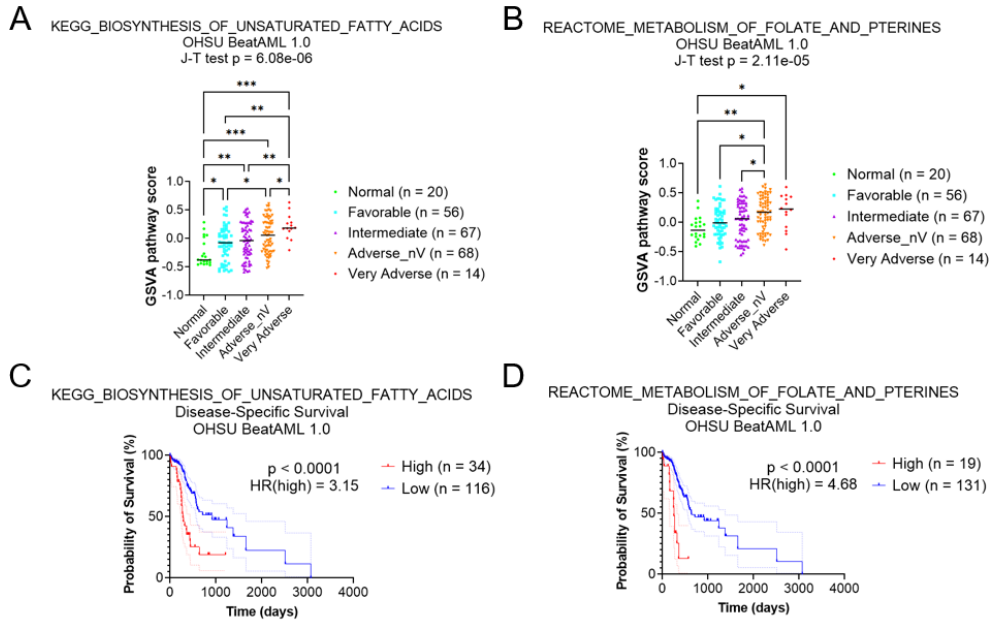 A
KEGG_BIOSYNTHESIS_OF_UNSATURATED_FATTY_ACIDS
OHSU BeatAML 1.0
J-T test p = 6.08e-06
***
**
***
** **
* * *
GSVA pathway score
1.0
0.5
0.0
-0.5
-1.0
Normal
Favorable
Intermediate
Adverse_nV
Very Adverse
Normal (n = 20)
Favorable (n = 56)
Intermediate (n = 67)
Adverse_nV (n = 68)
Very Adverse (n = 14)
B
REACTOME_METABOLISM_OF_FOLATE_AND_PTERINES
OHSU BeatAML 1.0
J-T test p = 2.11e-05
*
**
*
*
GSVA pathway score
1.0
0.5
0.0
-0.5
-1.0
Normal
Favorable
Intermediate
Adverse_nV
Very Adverse
Normal (n = 20)
Favorable (n = 56)
Intermediate (n = 67)
Adverse_nV (n = 68)
Very Adverse (n = 14)
C
KEGG_BIOSYNTHESIS_OF_UNSATURATED_FATTY_ACIDS
Disease-Specific Survival
OHSU BeatAML 1.0
Probability of Survival (%)
100
50
0
p < 0.0001
HR(high) = 3.15
High (n = 34)
Low (n = 116)
0 1000 2000 3000 4000
Time (days)
D
REACTOME_METABOLISM_OF_FOLATE_AND_PTERINES
Disease-Specific Survival
OHSU BeatAML 1.0
Probability of Survival (%)
100
50
0
p < 0.0001
HR(high) = 4.68
High (n = 19)
Low (n = 131)
0 1000 2000 3000 4000
Time (days)